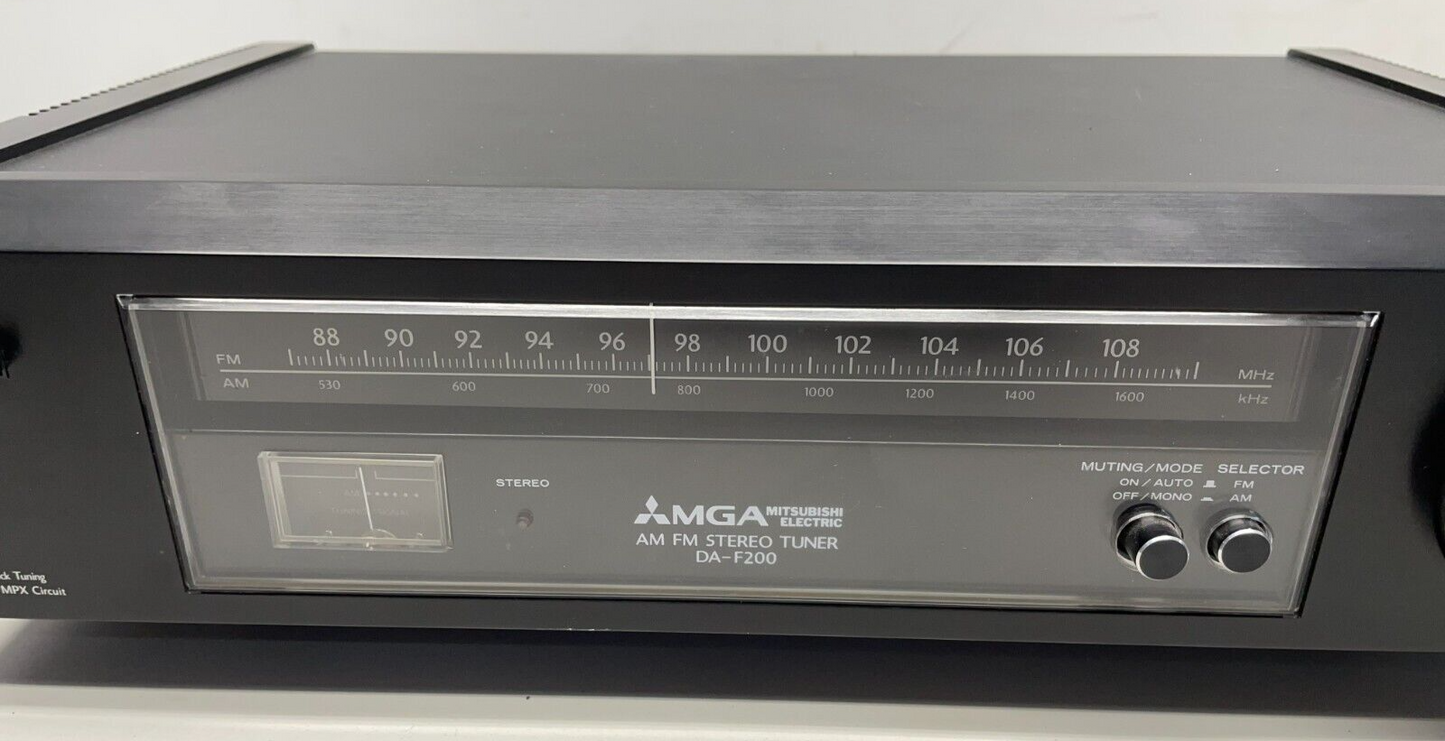 88 90 92 94 96 98 100 102 104 106 108
FM MHz
AM 530 600 700 800 1000 1200 1400 1600 kHz
MUTING/MODE SELECTOR
ON/AUTO FM
OFF/MONO AM
STEREO
AM
MGA MITSUBISHI
ELECTRIC
AM FM STEREO TUNER
DA-F200
Tuning
MPX Circuit